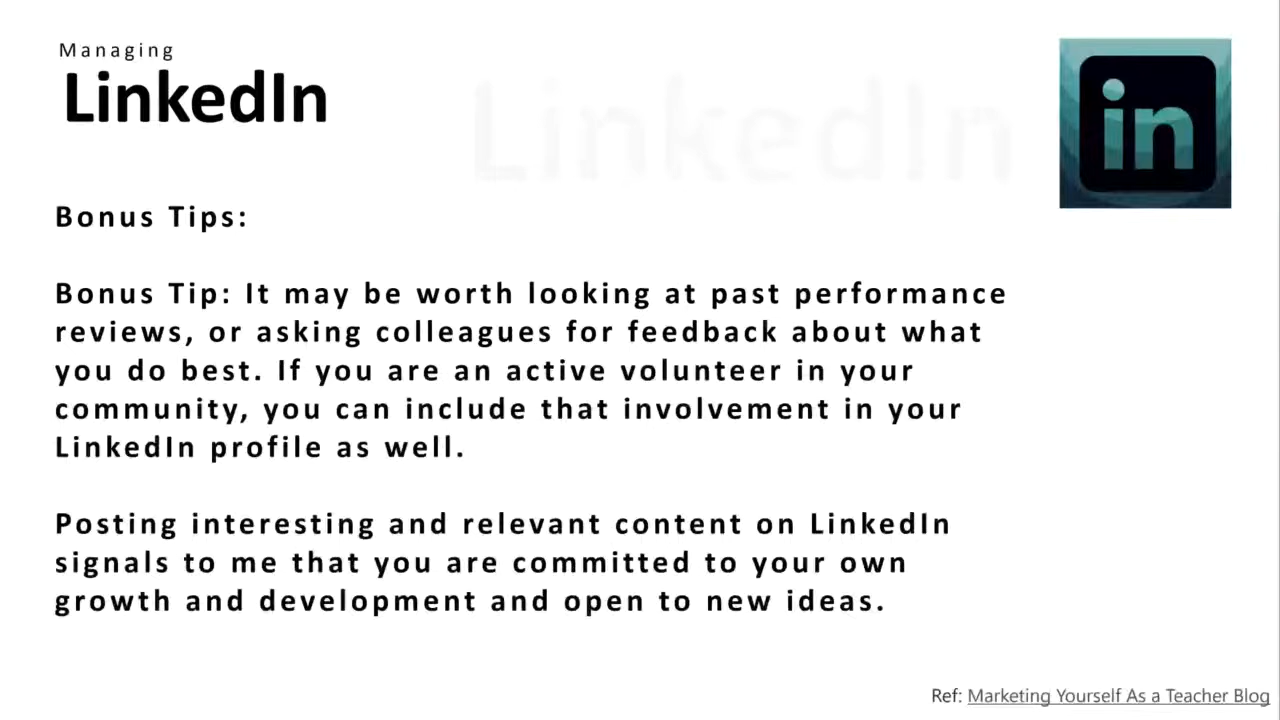 Managing
LinkedIn
LinkedIn
in
Bonus Tips:
Bonus Tip: It may be worth looking at past performance
reviews, or asking colleagues for feedback about what
you do best. If you are an active volunteer in your
community, you can include that involvement in your
LinkedIn profile as well.
Posting interesting and relevant content on LinkedIn
signals to me that you are committed to your own
growth and development and open to new ideas.
Ref: Marketing Yourself As a Teacher Blog